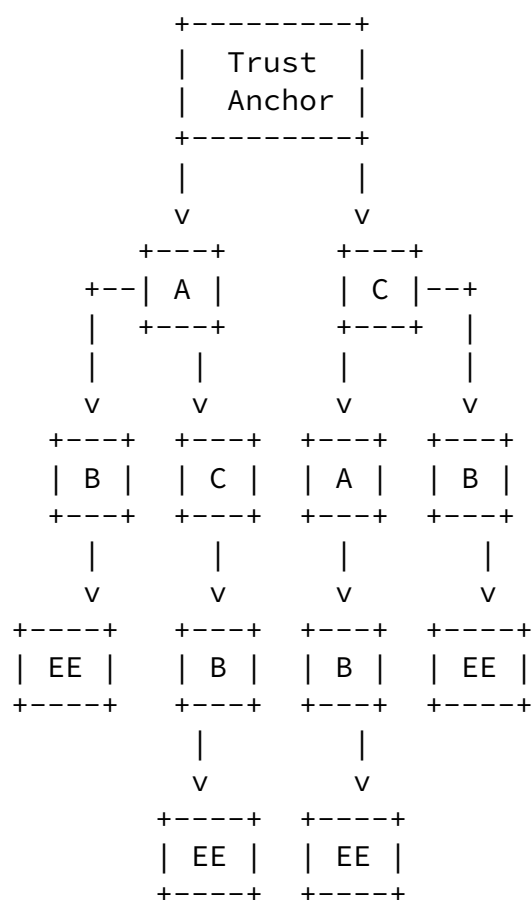 +---------+
|  Trust  |
|  Anchor |
+---------+
|         |
v         v
+---+      +---+
+--| A |      | C |--+
|  +---+      +---+  |
|     |       |      |
v     v       v      v
+---+  +---+  +---+  +---+
| B |  | C |  | A |  | B |
+---+  +---+  +---+  +---+
|      |      |       |
v      v      v       v
+----+   +---+  +---+  +----+
| EE |   | B |  | B |  | EE |
+----+   +---+  +---+  +----+
|        |
v        v
+----+  +----+
| EE |  | EE |
+----+  +----+